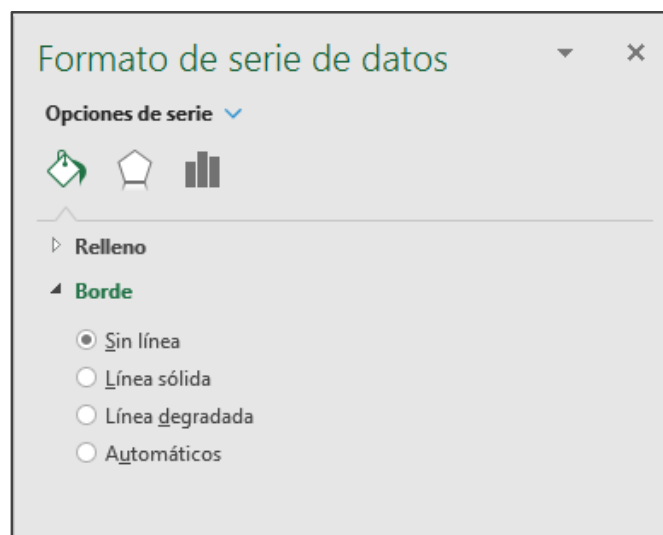 Formato de serie de datos
Opciones de serie
Relleno
Borde
Sin línea
Línea sólida
Línea degradada
Automáticos